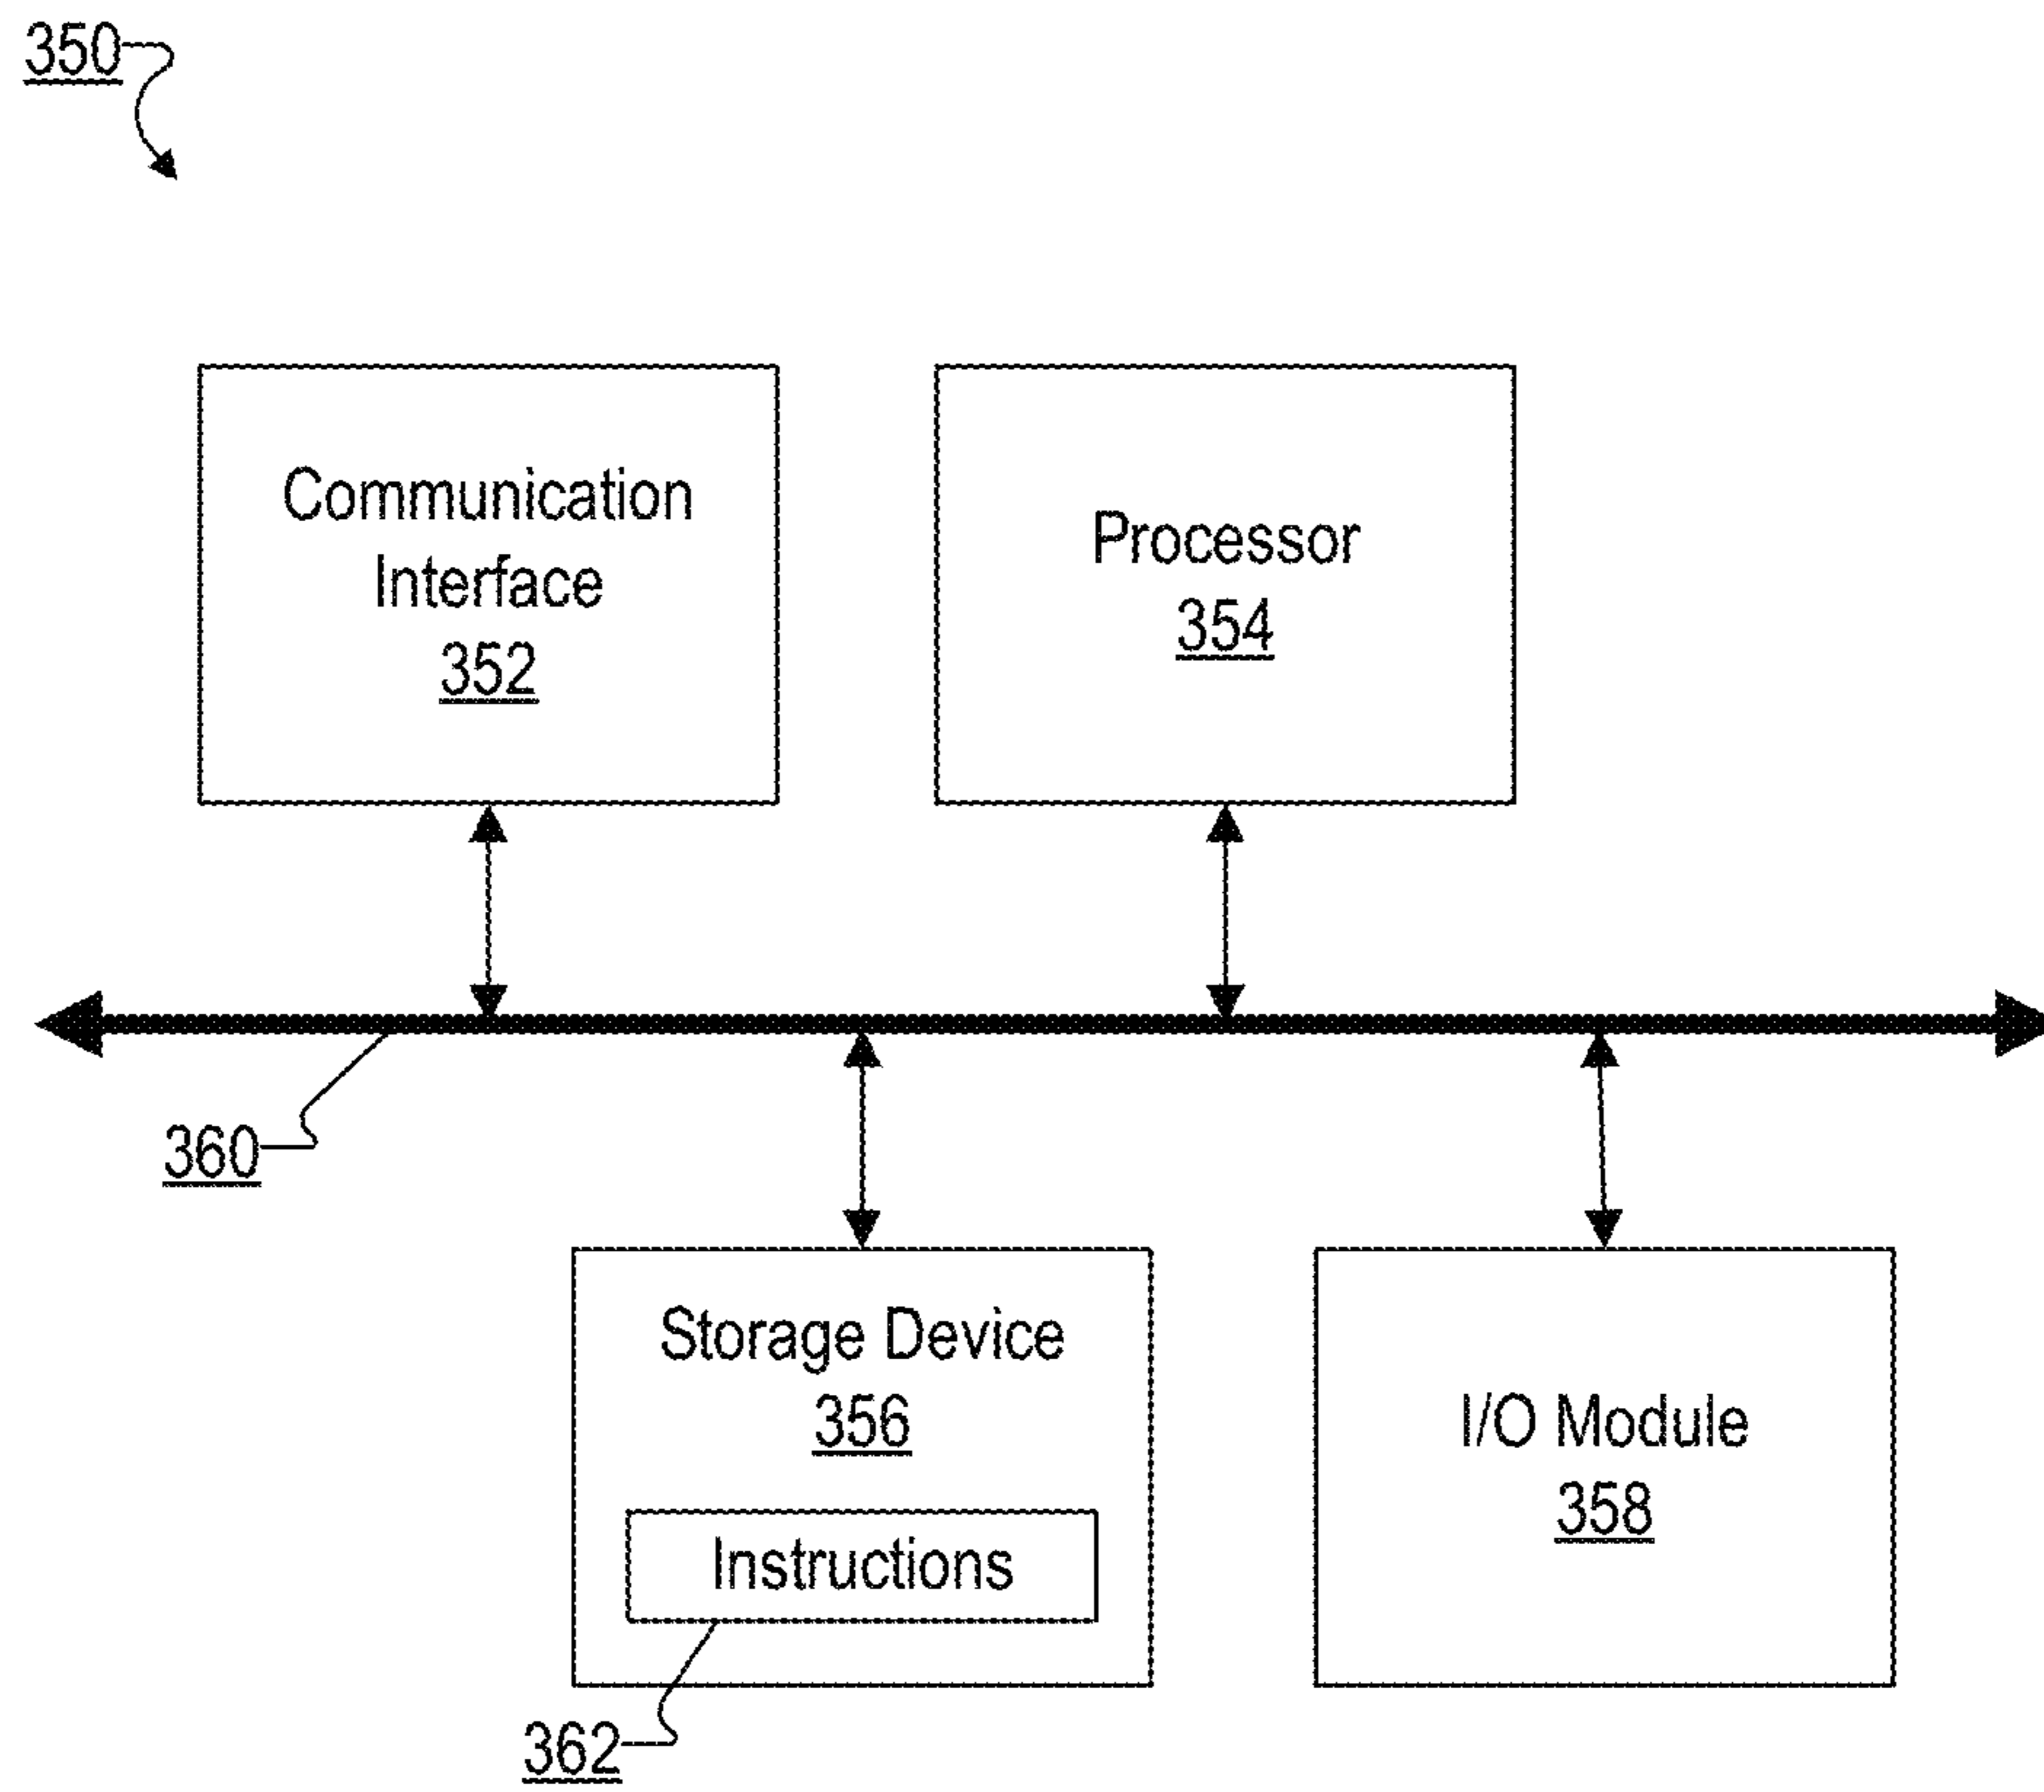 350
Communication
Interface
352
Processor
354
360
Storage Device
356
Instructions
362
I/O Module
358